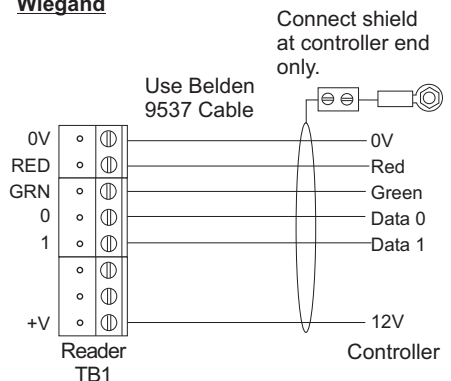 Wiegand
Connect shield
at controller end
only.
Use Belden
9537 Cable
0V
0V
RED
Red
GRN
Green
0
Data 0
1
Data 1
+V
12V
Reader
TB1
Controller